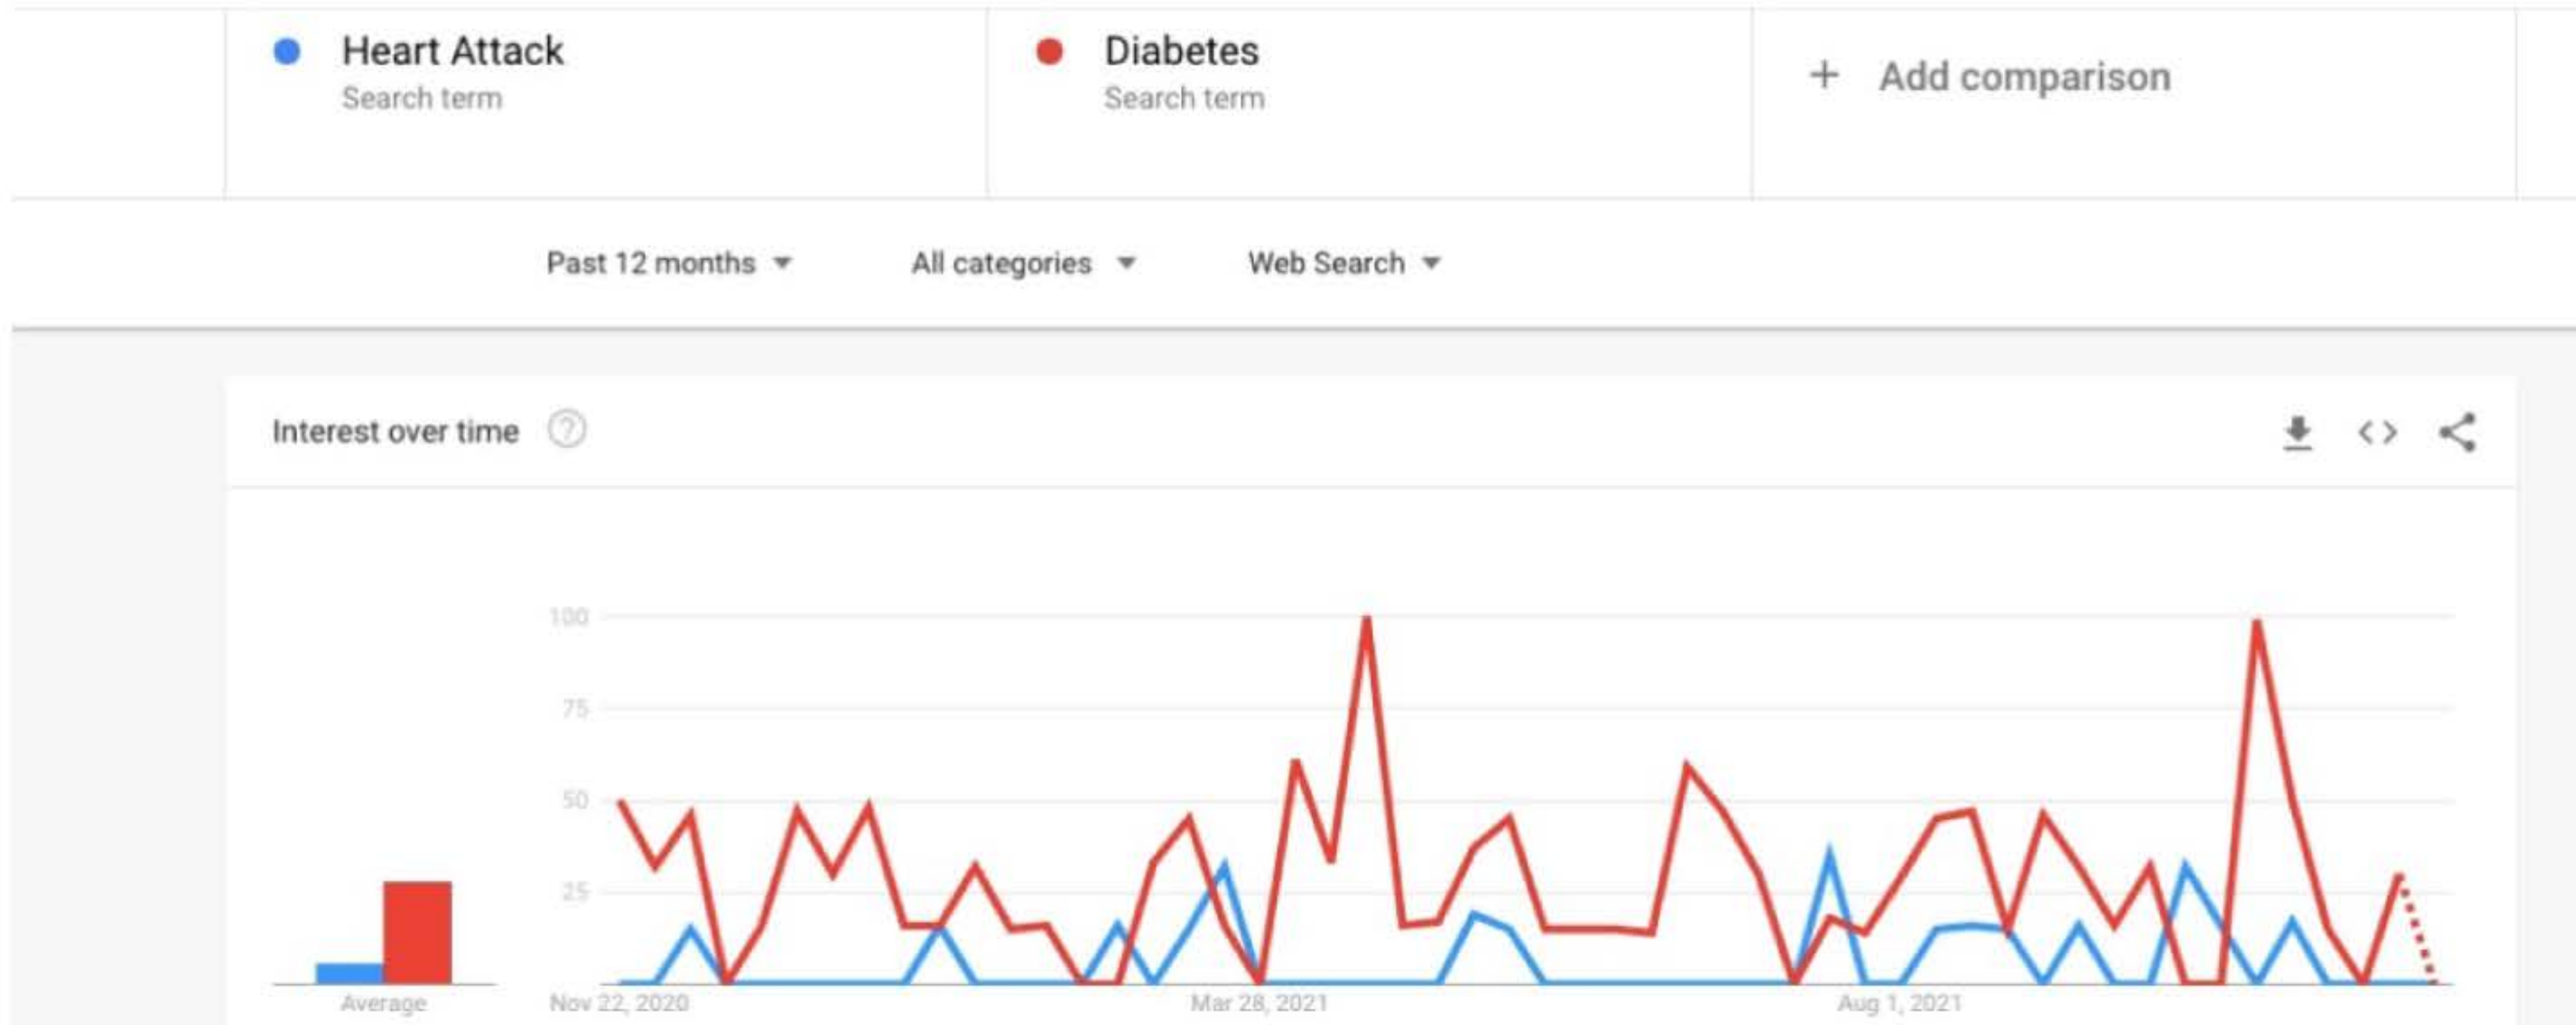 Heart Attack
Search term
Diabetes
Search term
+ Add comparison
Past 12 months
All categories
Web Search
Interest over time ?
100
75
50
25
Average
Nov 22, 2020
Mar 28, 2021
Aug 1, 2021